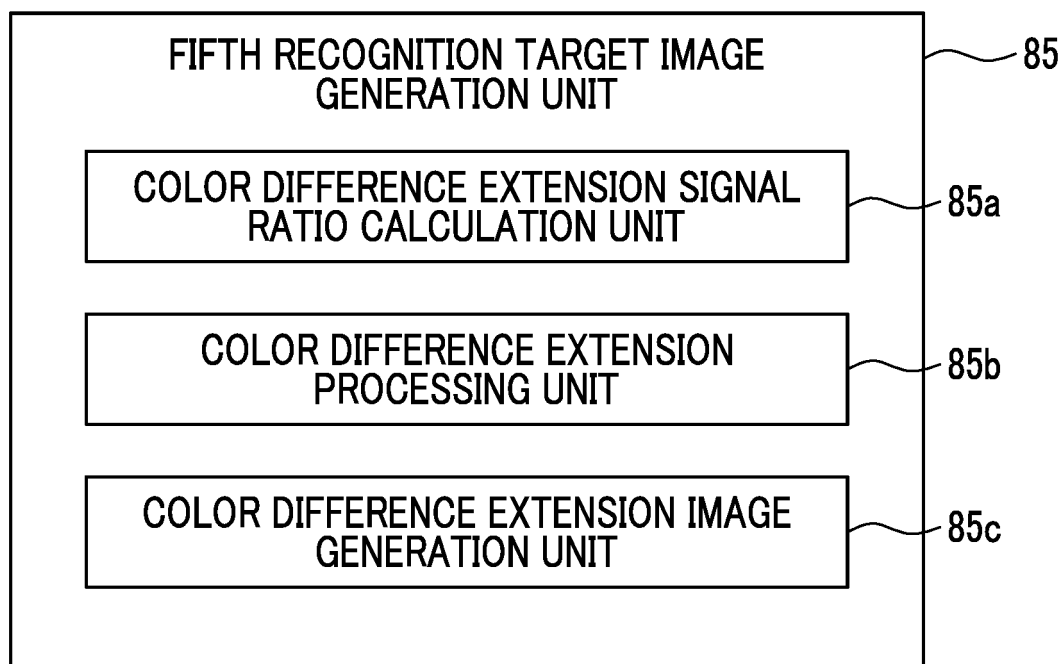 FIFTH RECOGNITION TARGET IMAGE
GENERATION UNIT
85
COLOR DIFFERENCE EXTENSION SIGNAL
RATIO CALCULATION UNIT
85a
COLOR DIFFERENCE EXTENSION
PROCESSING UNIT
85b
COLOR DIFFERENCE EXTENSION IMAGE
GENERATION UNIT
85c